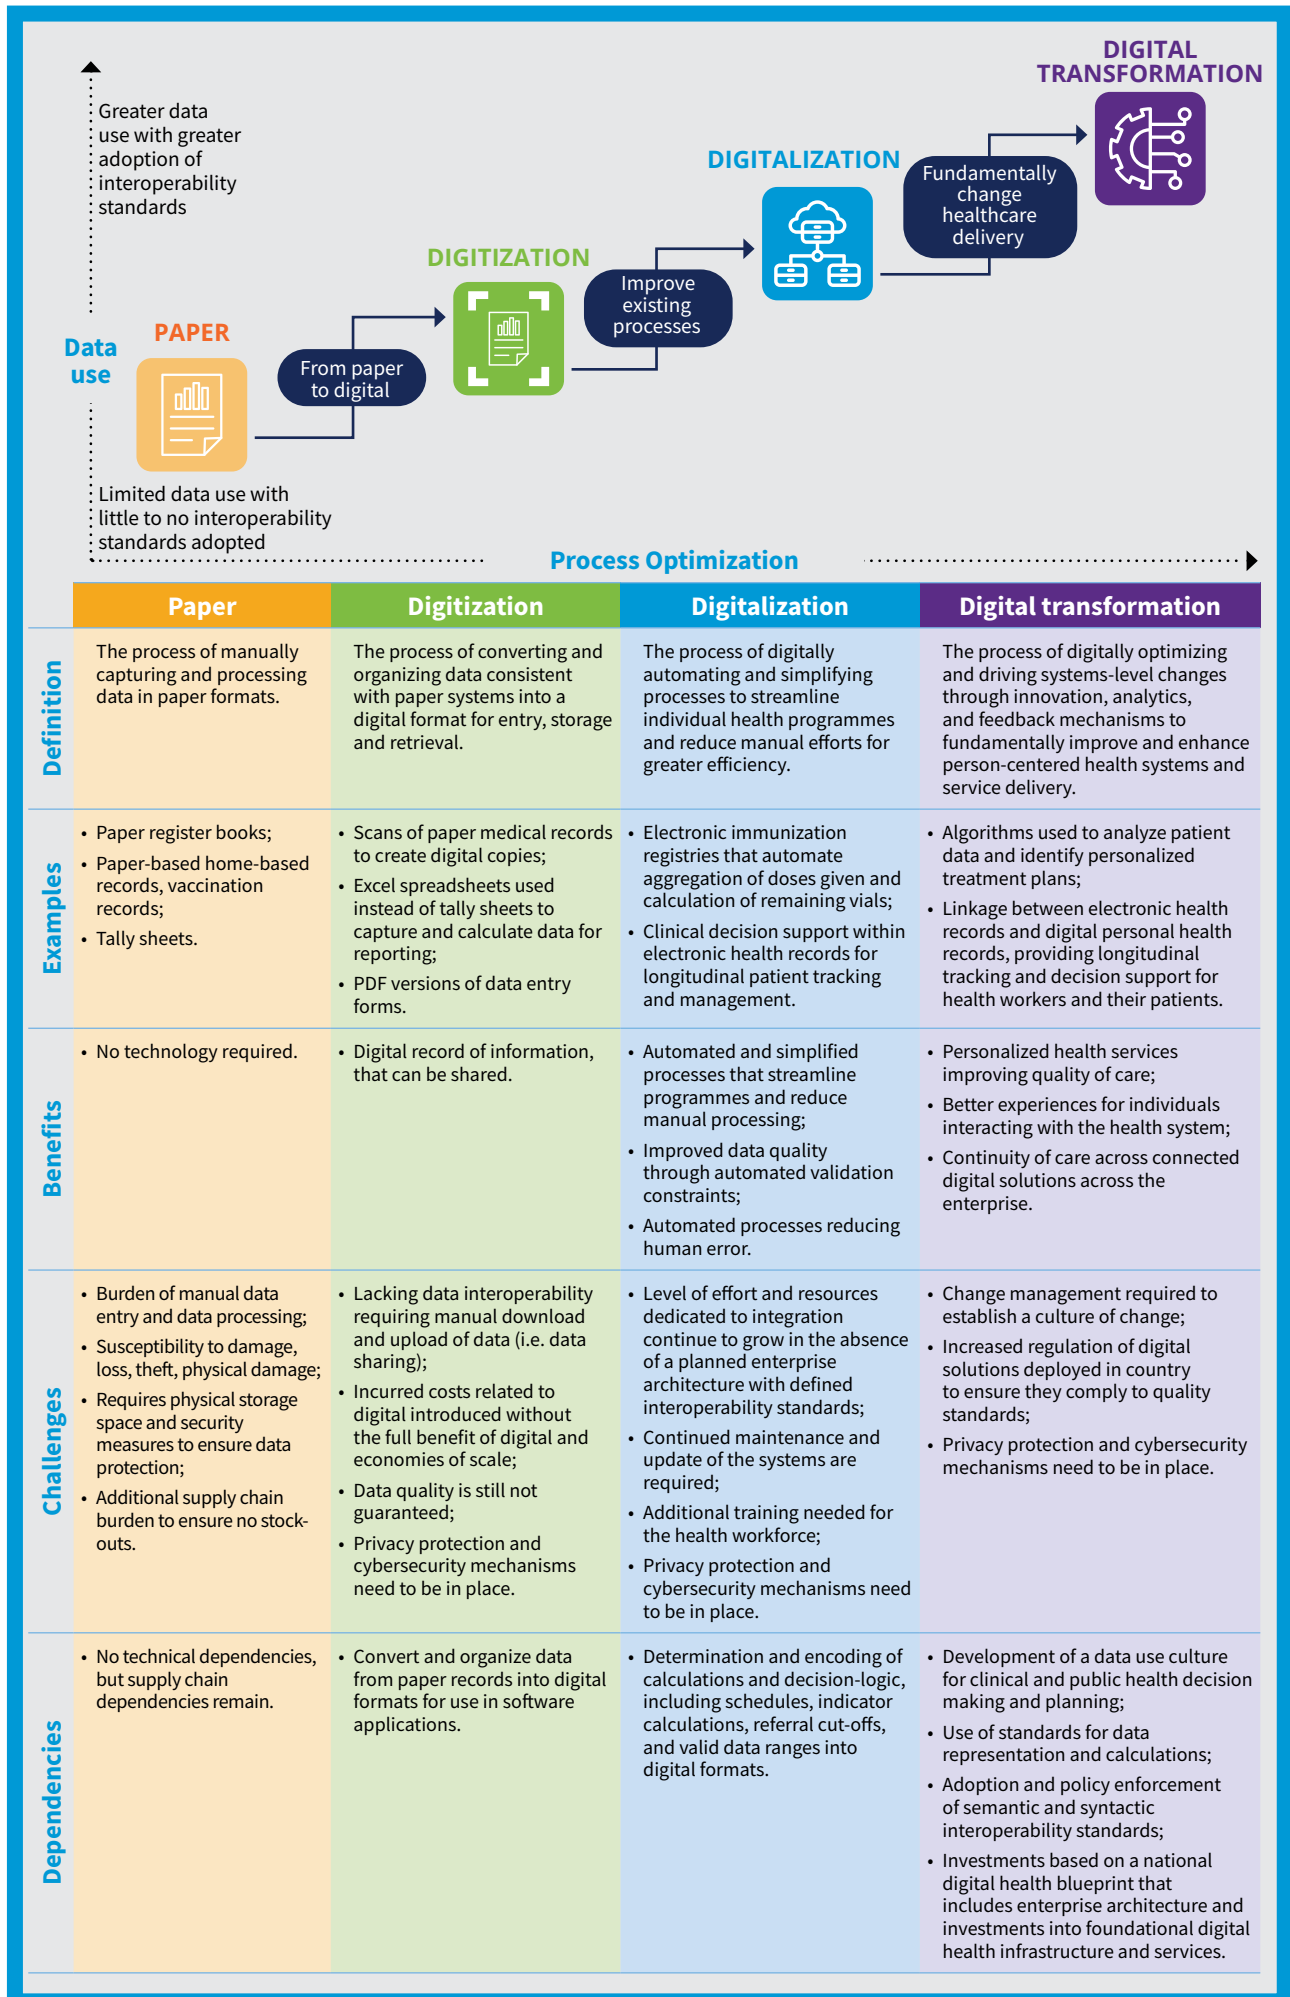 DIGITAL
TRANSFORMATION
Greater data
use with greater
adoption of
interoperability
standards
DIGITALIZATION
Fundamentally
change
healthcare
delivery
DIGITIZATION
Improve
existing
processes
PAPER
Data
use
From paper
to digital
Limited data use with
little to no interoperability
standards adopted
Process Optimization
Paper
Digitization
Digitalization
Digital transformation
Definition
The process of manually
capturing and processing
data in paper formats.
The process of converting and
organizing data consistent
with paper systems into a
digital format for entry, storage
and retrieval.
The process of digitally
automating and simplifying
processes to streamline
individual health programmes
and reduce manual efforts for
greater efficiency.
The process of digitally optimizing
and driving systems-level changes
through innovation, analytics,
and feedback mechanisms to
fundamentally improve and enhance
person-centered health systems and
service delivery.
Examples
• Paper register books;
• Paper-based home-based
records, vaccination
records;
• Tally sheets.
• Scans of paper medical records
to create digital copies;
• Excel spreadsheets used
instead of tally sheets to
capture and calculate data for
reporting;
• PDF versions of data entry
forms.
• Electronic immunization
registries that automate
aggregation of doses given and
calculation of remaining vials;
• Clinical decision support within
electronic health records for
longitudinal patient tracking
and management.
• Algorithms used to analyze patient
data and identify personalized
treatment plans;
• Linkage between electronic health
records and digital personal health
records, providing longitudinal
tracking and decision support for
health workers and their patients.
Benefits
• No technology required.
• Digital record of information,
that can be shared.
• Automated and simplified
processes that streamline
programmes and reduce
manual processing;
• Improved data quality
through automated validation
constraints;
• Automated processes reducing
human error.
• Personalized health services
improving quality of care;
• Better experiences for individuals
interacting with the health system;
• Continuity of care across connected
digital solutions across the
enterprise.
Challenges
• Burden of manual data
entry and data processing;
• Susceptibility to damage,
loss, theft, physical damage;
• Requires physical storage
space and security
measures to ensure data
protection;
• Additional supply chain
burden to ensure no stock-
outs.
• Lacking data interoperability
requiring manual download
and upload of data (i.e. data
sharing);
• Incurred costs related to
digital introduced without
the full benefit of digital and
economies of scale;
• Data quality is still not
guaranteed;
• Privacy protection and
cybersecurity mechanisms
need to be in place.
• Level of effort and resources
dedicated to integration
continue to grow in the absence
of a planned enterprise
architecture with defined
interoperability standards;
• Continued maintenance and
update of the systems are
required;
• Additional training needed for
the health workforce;
• Privacy protection and
cybersecurity mechanisms need
to be in place.
• Change management required to
establish a culture of change;
• Increased regulation of digital
solutions deployed in country
to ensure they comply to quality
standards;
• Privacy protection and cybersecurity
mechanisms need to be in place.
Dependencies
• No technical dependencies,
but supply chain
dependencies remain.
• Convert and organize data
from paper records into digital
formats for use in software
applications.
• Determination and encoding of
calculations and decision-logic,
including schedules, indicator
calculations, referral cut-offs,
and valid data ranges into
digital formats.
• Development of a data use culture
for clinical and public health decision
making and planning;
• Use of standards for data
representation and calculations;
• Adoption and policy enforcement
of semantic and syntactic
interoperability standards;
• Investments based on a national
digital health blueprint that
includes enterprise architecture and
investments into foundational digital
health infrastructure and services.